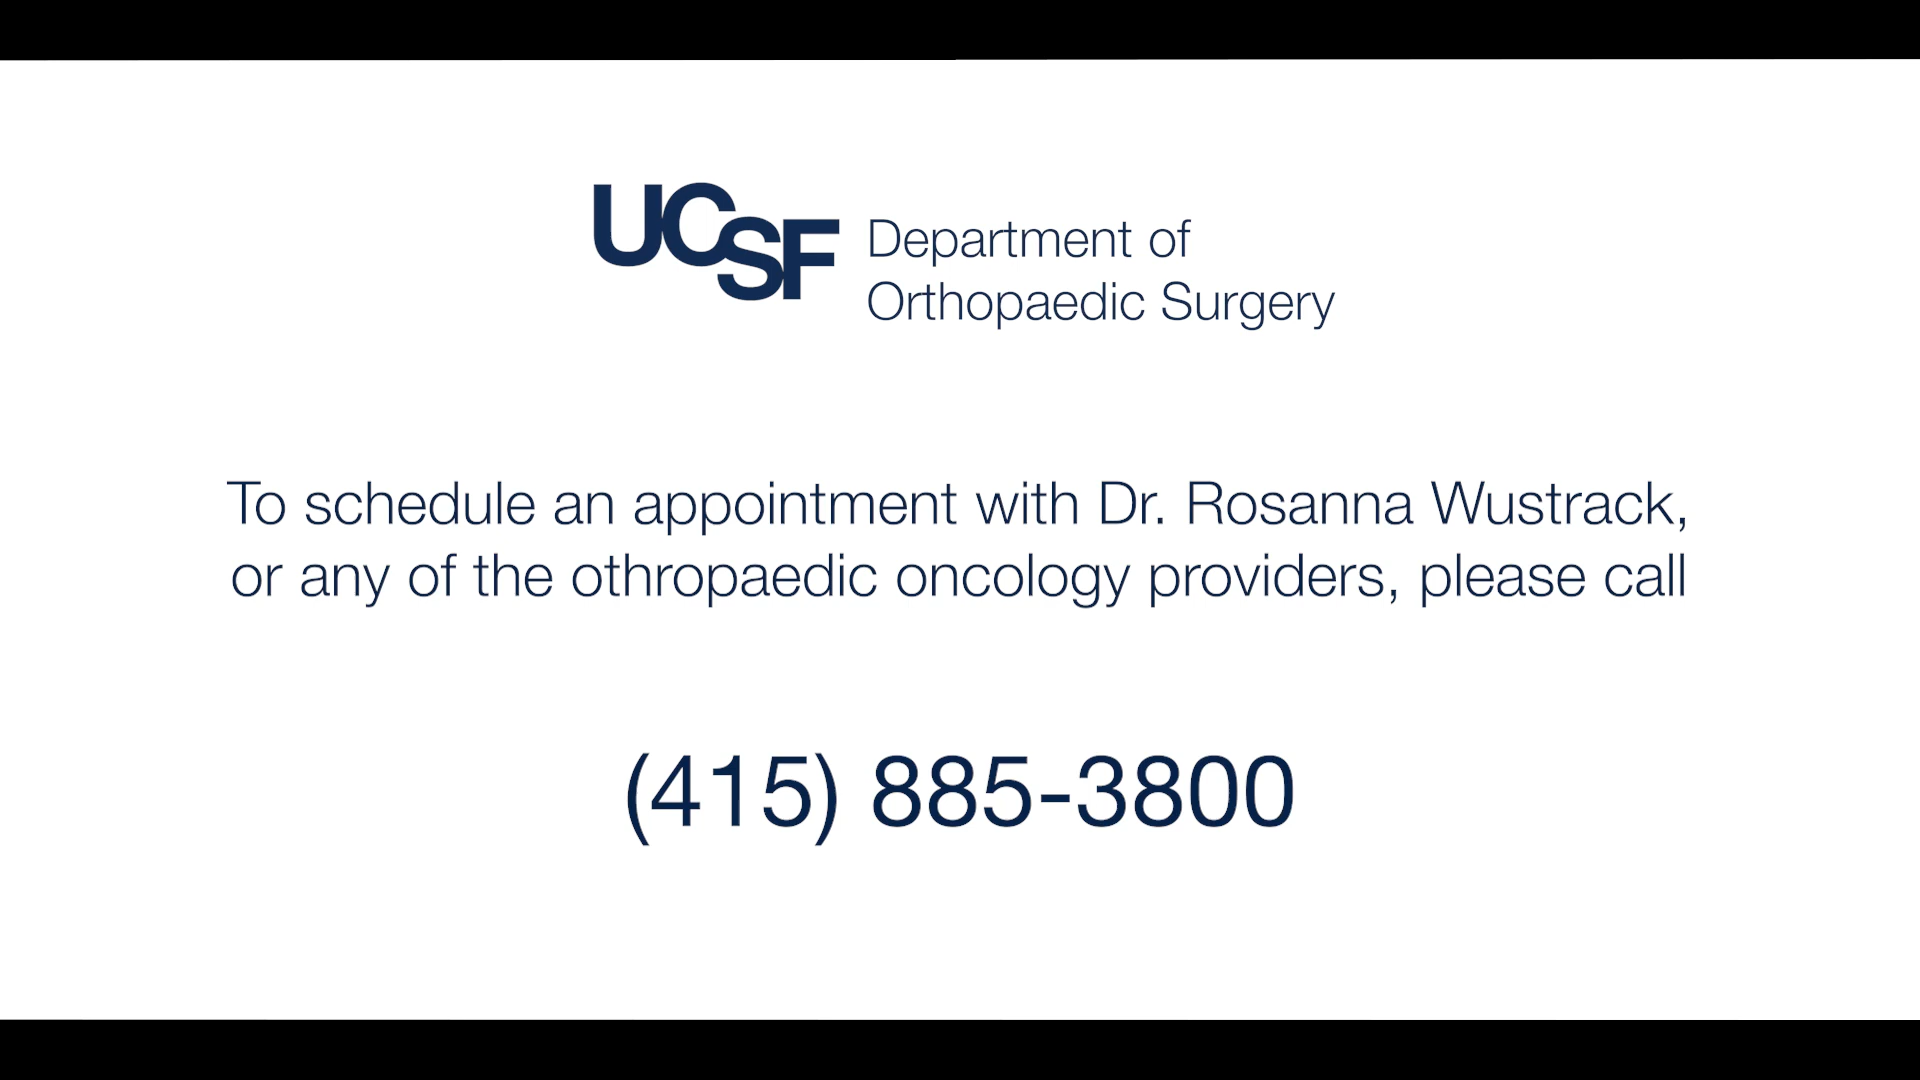 UCSF Department of
Orthopaedic Surgery
To schedule an appointment with Dr. Rosanna Wustrack,
or any of the othropaedic oncology providers, please call
(415) 885-3800